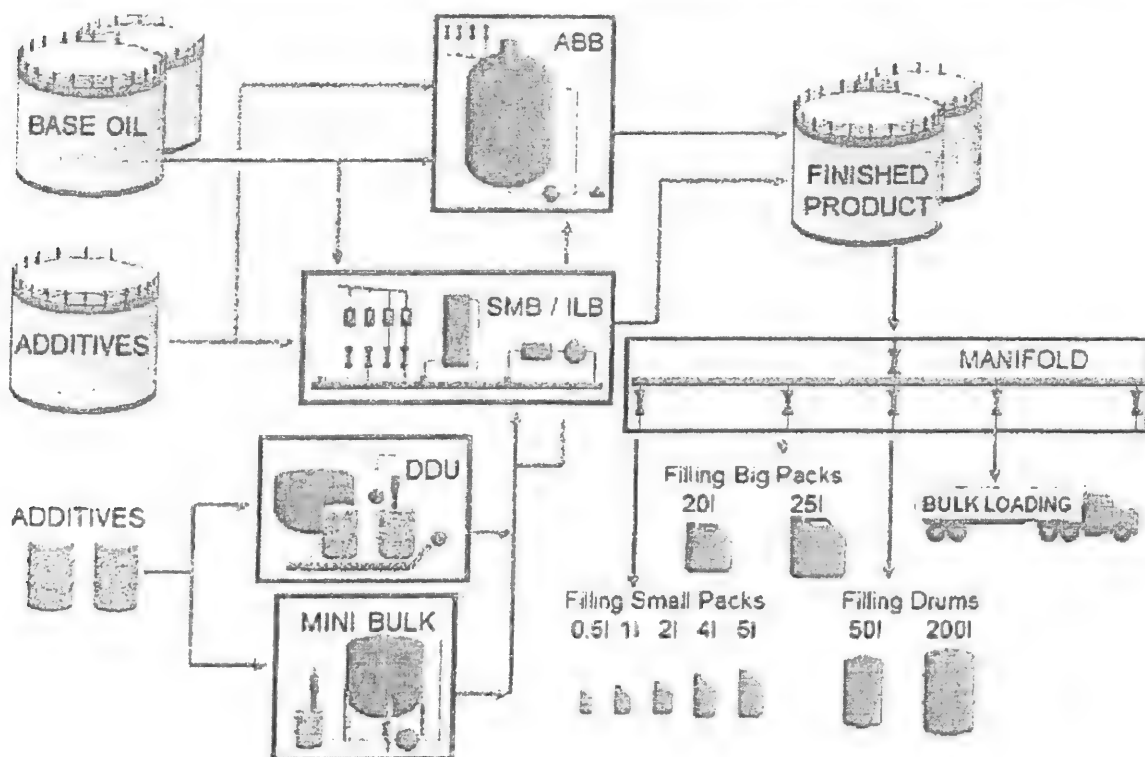 ABB
BASE OIL
FINISHED
PRODUCT
SMB / ILB
ADDITIVES
MANIFOLD
DDU
Filling Big Packs
20l 25l
BULK LOADING
ADDITIVES
Filling Small Packs
0.5l 1l 2l 4l 5l
Filling Drums
50l 200l
MINI BULK